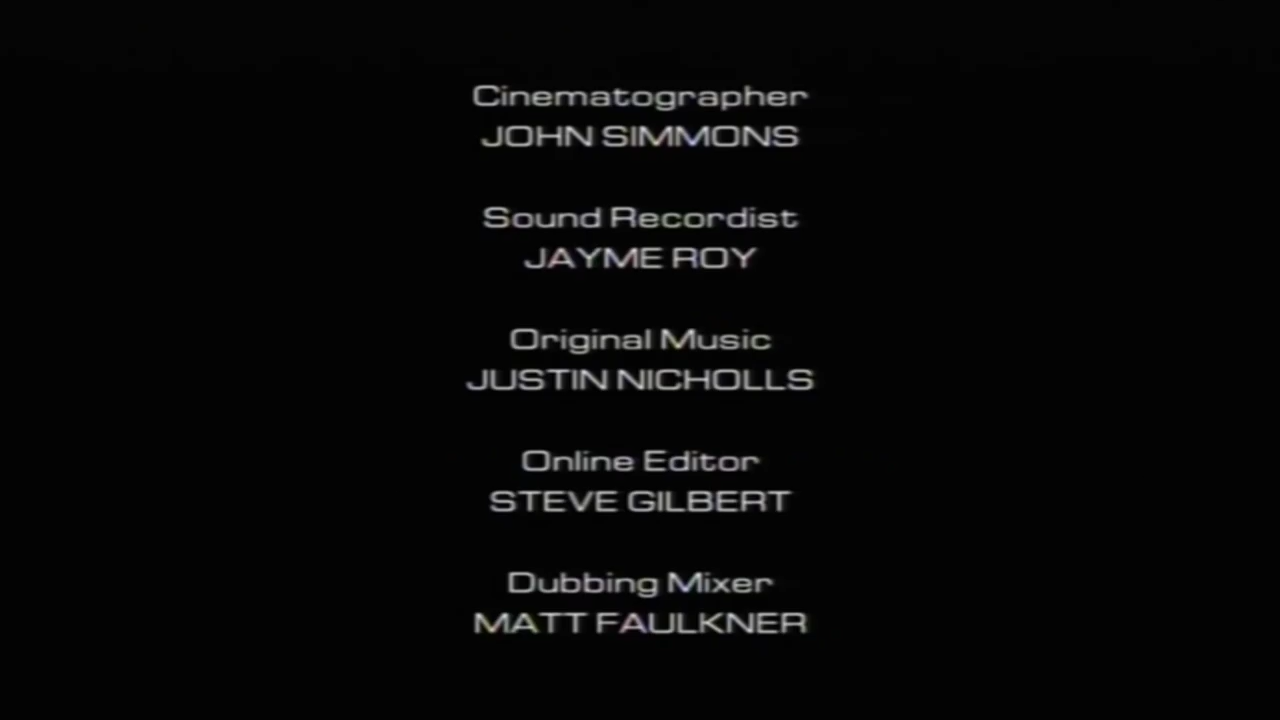 Cinematographer
JOHN SIMMONS
Sound Recordist
JAYME ROY
Original Music
JUSTIN NICHOLLS
Online Editor
STEVE GILBERT
Dubbing Mixer
MATT FAULKNER